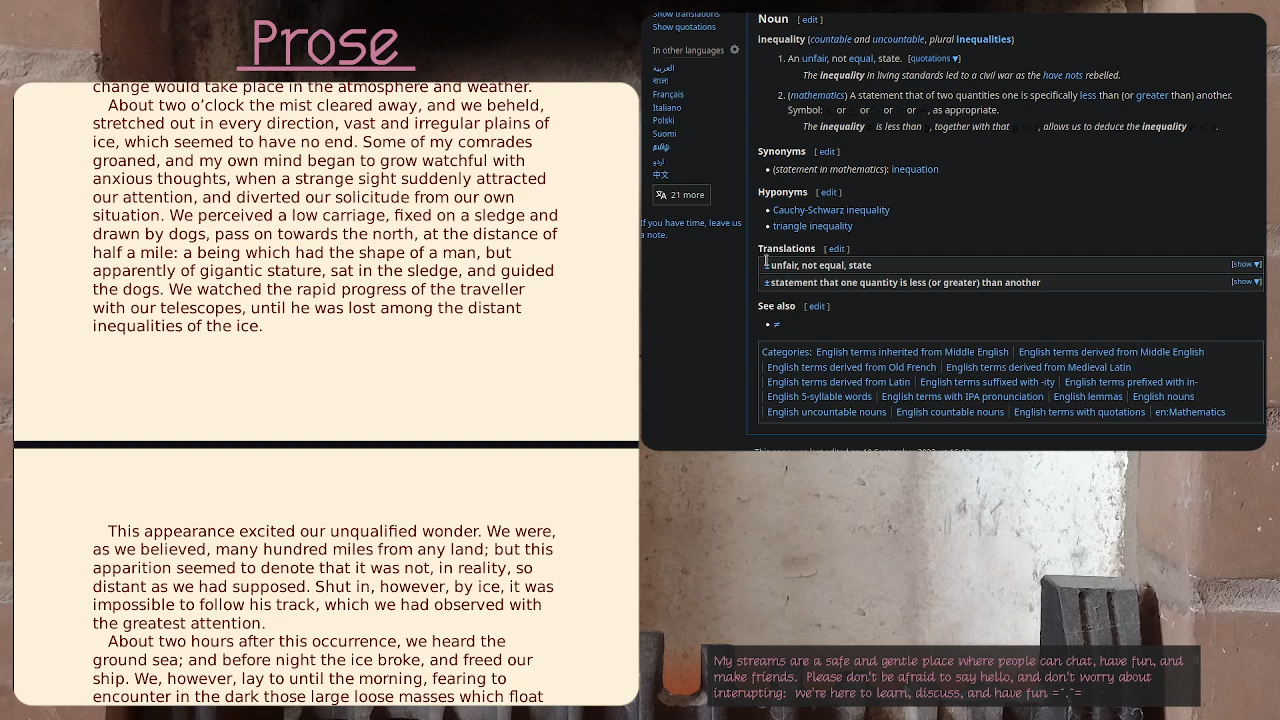 Prose
change would take place in the atmosphere and weather.
About two o’clock the mist cleared away, and we beheld,
stretched out in every direction, vast and irregular plains of
ice, which seemed to have no end. Some of my comrades
groaned, and my own mind began to grow watchful with
anxious thoughts, when a strange sight suddenly attracted
our attention, and diverted our solicitude from our own
situation. We perceived a low carriage, fixed on a sledge and
drawn by dogs, pass on towards the north, at the distance of
half a mile: a being which had the shape of a man, but
apparently of gigantic stature, sat in the sledge, and guided
the dogs. We watched the rapid progress of the traveller
with our telescopes, until he was lost among the distant
inequalities of the ice.
This appearance excited our unqualified wonder. We were,
as we believed, many hundred miles from any land; but this
apparition seemed to denote that it was not, in reality, so
distant as we had supposed. Shut in, however, by ice, it was
impossible to follow his track, which we had observed with
the greatest attention.
About two hours after this occurrence, we heard the
ground sea; and before night the ice broke, and freed our
ship. We, however, lay to until the morning, fearing to
encounter in the dark those large loose masses which float
Show translations
Show quotations
In other languages
العربية
বাংলা
Français
Italiano
Polski
Suomi
தமிழ்
اردو
中文
21 more
If you have time, leave us
a note.
Noun [ edit ]
inequality (countable and uncountable, plural inequalities)
1. An unfair, not equal, state. [quotations ▼]
The inequality in living standards led to a civil war as the have nots rebelled.
2. (mathematics) A statement that of two quantities one is specifically less than (or greater than) another.
Symbol: or or or , as appropriate.
The inequality is less than , together with that y < z, allows us to deduce the inequality x < z.
Synonyms [ edit ]
• (statement in mathematics): inequation
Hyponyms [ edit ]
• Cauchy-Schwarz inequality
• triangle inequality
Translations [ edit ]
± unfair, not equal, state [show ▼]
± statement that one quantity is less (or greater) than another [show ▼]
See also [ edit ]
• ≠
Categories: English terms inherited from Middle English | English terms derived from Middle English
| English terms derived from Old French | English terms derived from Medieval Latin
| English terms derived from Latin | English terms suffixed with -ity | English terms prefixed with in-
| English 5-syllable words | English terms with IPA pronunciation | English lemmas | English nouns
| English uncountable nouns | English countable nouns | English terms with quotations | en:Mathematics
My streams are a safe and gentle place where people can chat, have fun, and
make friends. Please don't be afraid to say hello, and don't worry about
interupting: we're here to learn, discuss, and have fun =^.^=